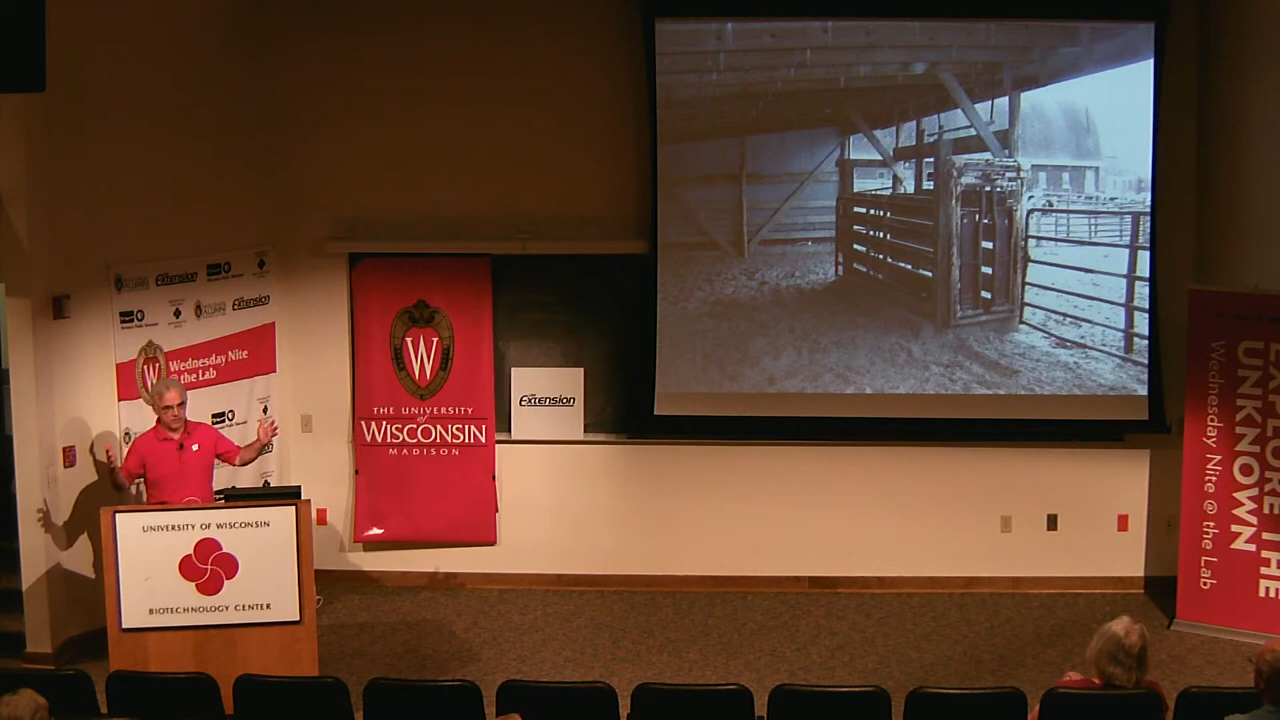 Extension
Extension
Wednesday Nite
@ the Lab
W
W
THE UNIVERSITY
of
WISCONSIN
MADISON
Extension
UNIVERSITY OF WISCONSIN
BIOTECHNOLOGY CENTER
EXPLORE THE
UNKNOWN
Wednesday Nite @ the Lab